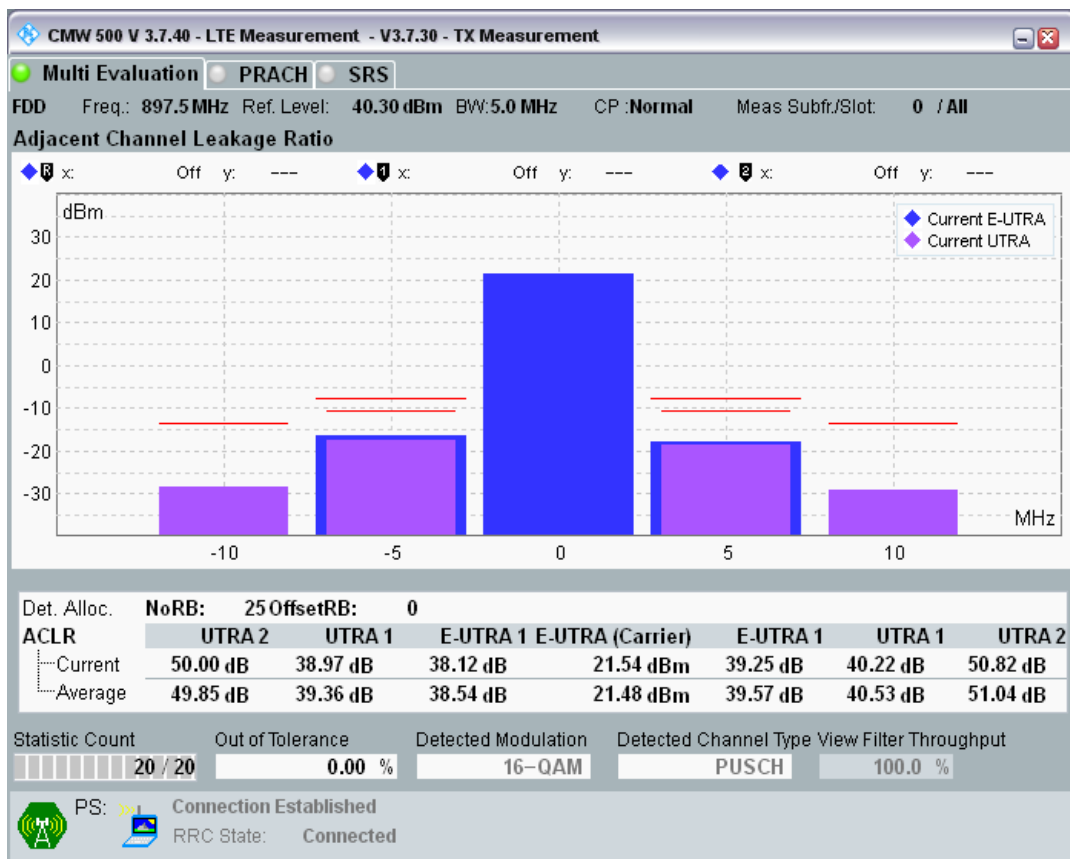 CMW 500 V 3.7.40 - LTE Measurement - V3.7.30 - TX Measurement
Multi Evaluation PRACH SRS
FDD Freq.: 897.5 MHz Ref. Level: 40.30 dBm BW:5.0 MHz CP :Normal Meas Subfr./Slot: 0 / All
Adjacent Channel Leakage Ratio
R x: Off y: --- 1 x: Off y: --- 2 x: Off y: ---
dBm
Current E-UTRA
Current UTRA
30
20
10
0
-10
-20
-30
MHz
-10 -5 0 5 10
Det. Alloc. NoRB: 25 OffsetRB: 0
ACLR UTRA 2 UTRA 1 E-UTRA 1 E-UTRA (Carrier) E-UTRA 1 UTRA 1 UTRA 2
Current 50.00 dB 38.97 dB 38.12 dB 21.54 dBm 39.25 dB 40.22 dB 50.82 dB
Average 49.85 dB 39.36 dB 38.54 dB 21.48 dBm 39.57 dB 40.53 dB 51.04 dB
Statistic Count Out of Tolerance Detected Modulation Detected Channel Type View Filter Throughput
20 / 20 0.00 % 16-QAM PUSCH 100.0 %
PS: Connection Established
RRC State: Connected